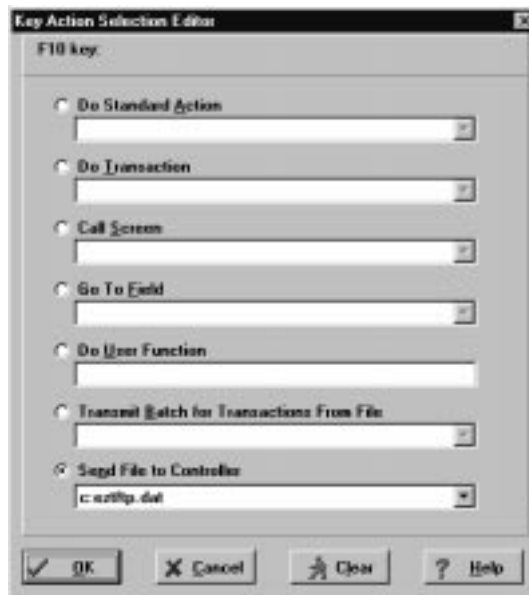 Key Action Selection Editor
F10 key:
Do Standard Action
Do Transaction
Call Screen
Go To Field
Do User Function
Transmit Batch for Transactions From File
Send File to Controller
OK
Cancel
Clear
? Help